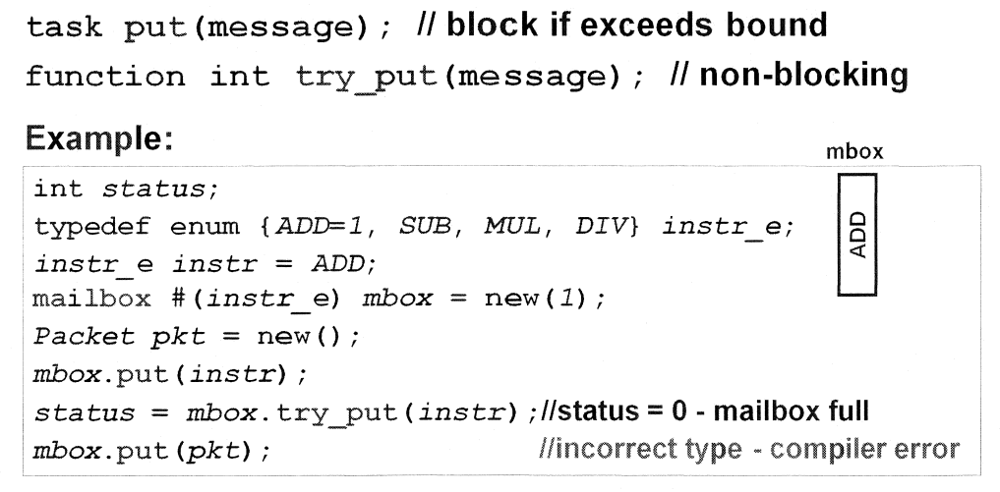 task put(message); // block if exceeds bound
function int try_put(message); // non-blocking
Example:
mbox
int status;
typedef enum {ADD=1, SUB, MUL, DIV} instr_e;
instr_e instr = ADD;
mailbox #(instr_e) mbox = new(1);
Packet pkt = new();
mbox.put(instr);
status = mbox.try_put(instr);//status = 0 - mailbox full
mbox.put(pkt); //incorrect type - compiler error
ADD